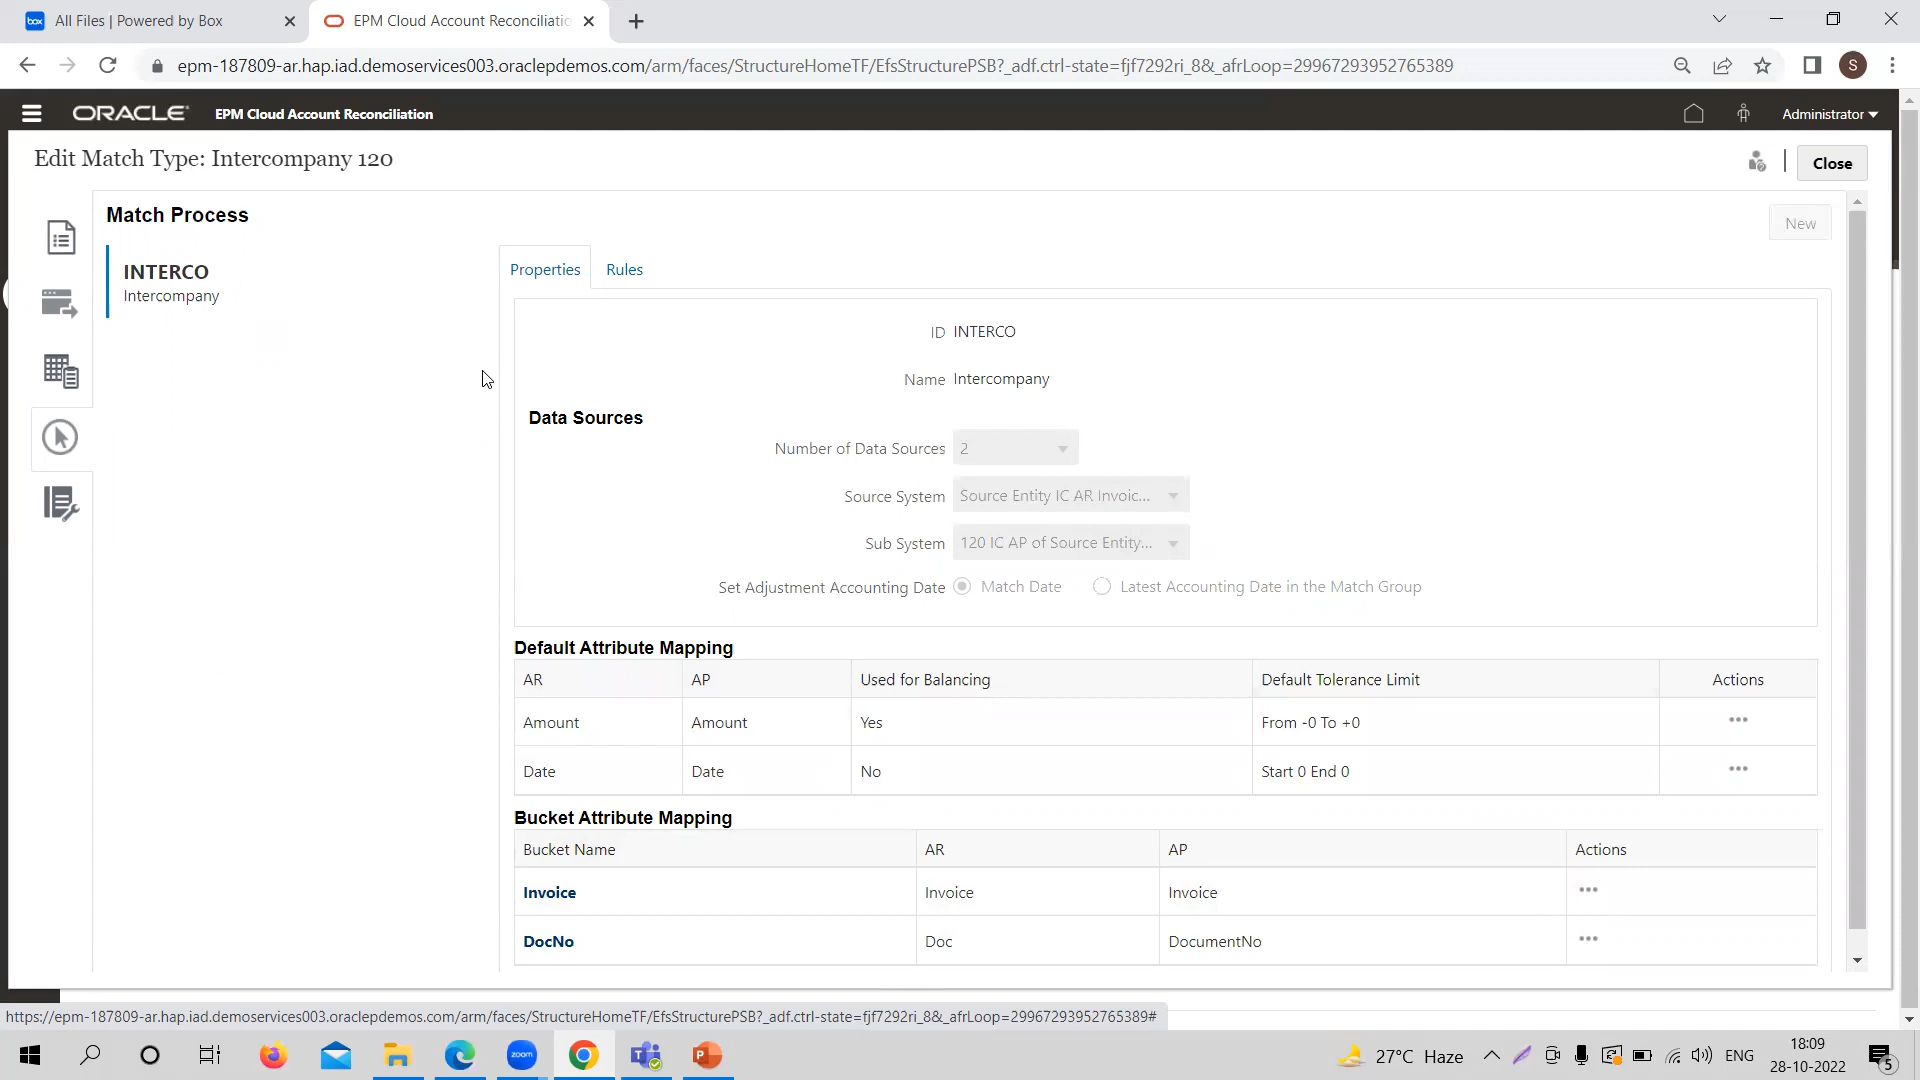 All Files | Powered by Box
EPM Cloud Account Reconciliatio
epm-187809-ar.hap.iad.demoservices003.oraclepdemos.com/arm/faces/StructureHomeTF/EfsStructurePSB?_adf.ctrl-state=fjf7292ri_8&_afrLoop=29967293952765389
S
ORACLE EPM Cloud Account Reconciliation Administrator
Edit Match Type: Intercompany 120
Close
Match Process
New
INTERCO
Intercompany
Properties Rules
ID INTERCO
Name Intercompany
Data Sources
Number of Data Sources 2
Source System Source Entity IC AR Invoic...
Sub System 120 IC AP of Source Entity...
Set Adjustment Accounting Date Match Date Latest Accounting Date in the Match Group
Default Attribute Mapping
AR AP Used for Balancing Default Tolerance Limit Actions
Amount Amount Yes From -0 To +0
Date Date No Start 0 End 0
Bucket Attribute Mapping
Bucket Name AR AP Actions
Invoice Invoice Invoice
DocNo Doc DocumentNo
https://epm-187809-ar.hap.iad.demoservices003.oraclepdemos.com/arm/faces/StructureHomeTF/EfsStructurePSB?_adf.ctrl-state=fjf7292ri_8&_afrLoop=29967293952765389#
zoom
27°C Haze
ENG
18:09
28-10-2022
5